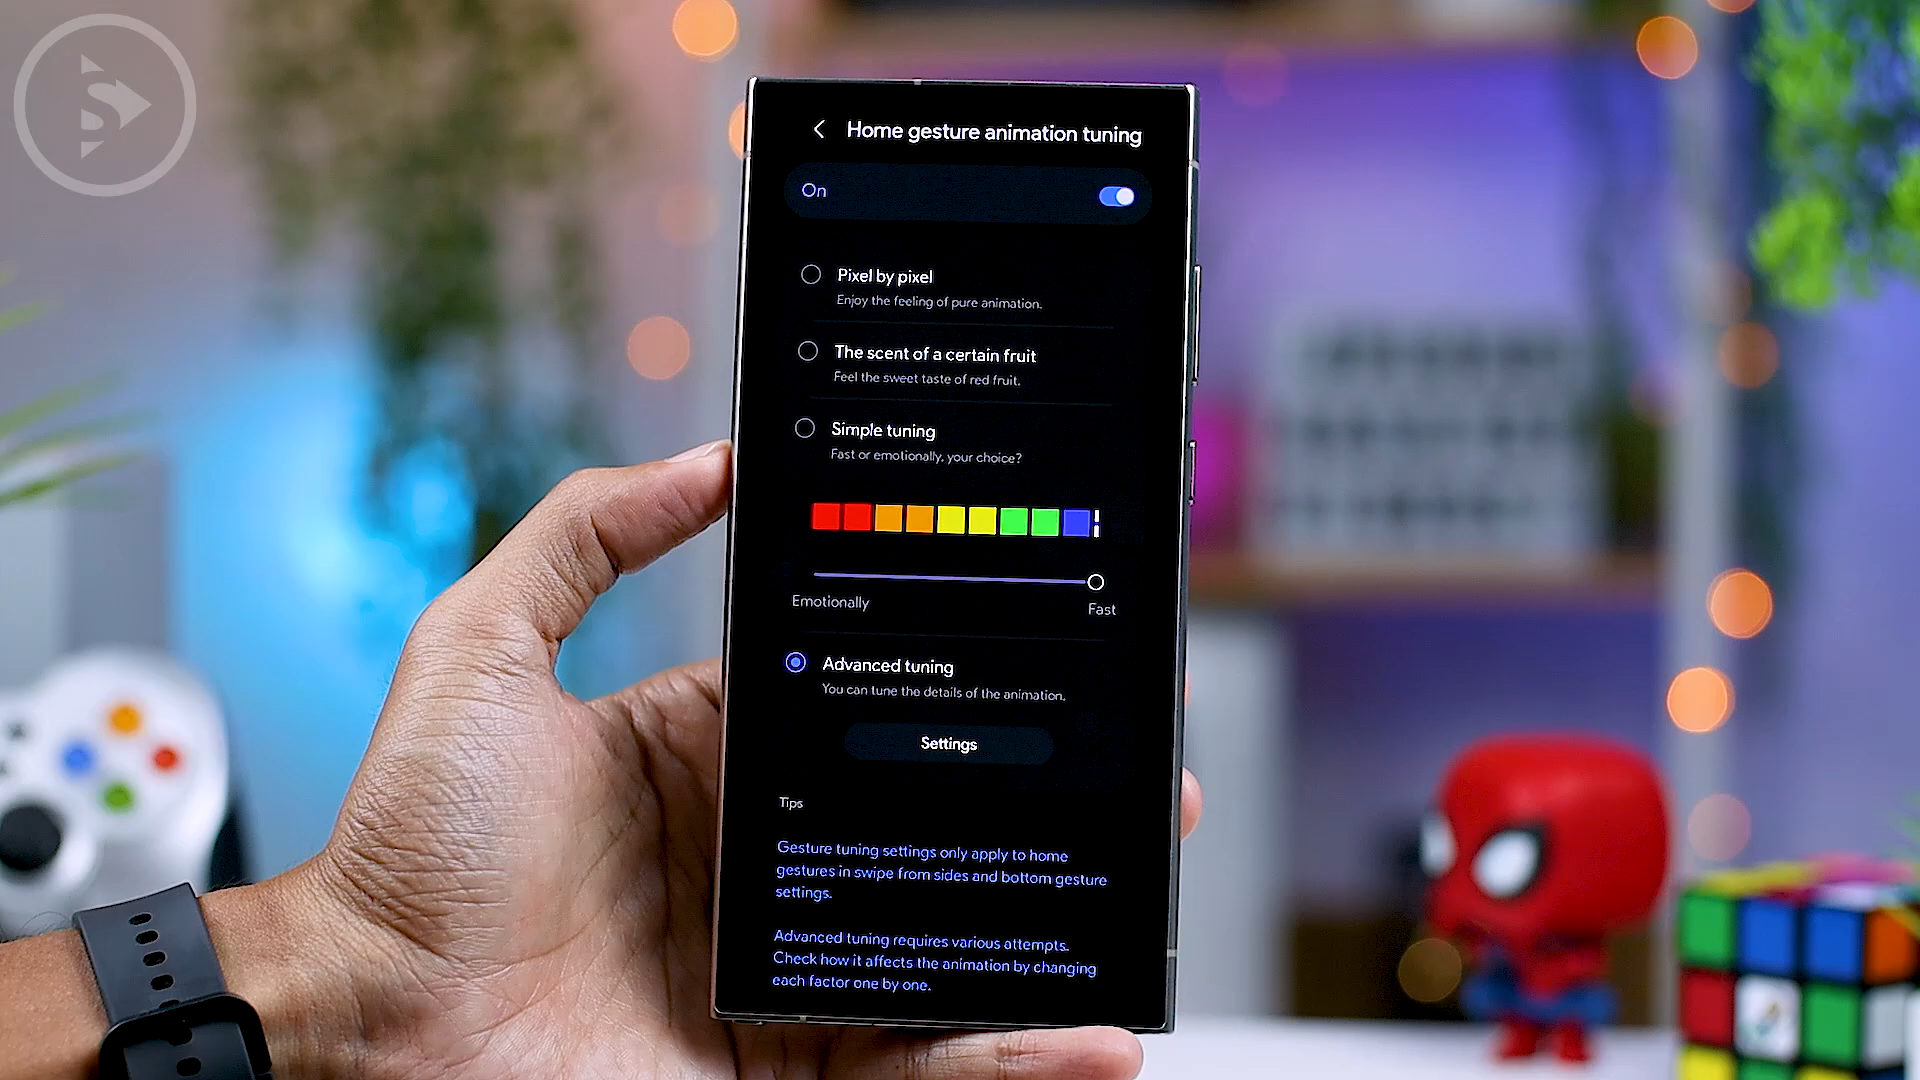 Home gesture animation tuning
On
Pixel by pixel
Enjoy the feeling of pure animation.
The scent of a certain fruit
Feel the sweet taste of red fruit.
Simple tuning
Fast or emotionally, your choice?
Emotionally
Fast
Advanced tuning
You can tune the details of the animation.
Settings
Tips
Gesture tuning settings only apply to home
gestures in swipe from sides and bottom gesture
settings.
Advanced tuning requires various attempts.
Check how it affects the animation by changing
each factor one by one.